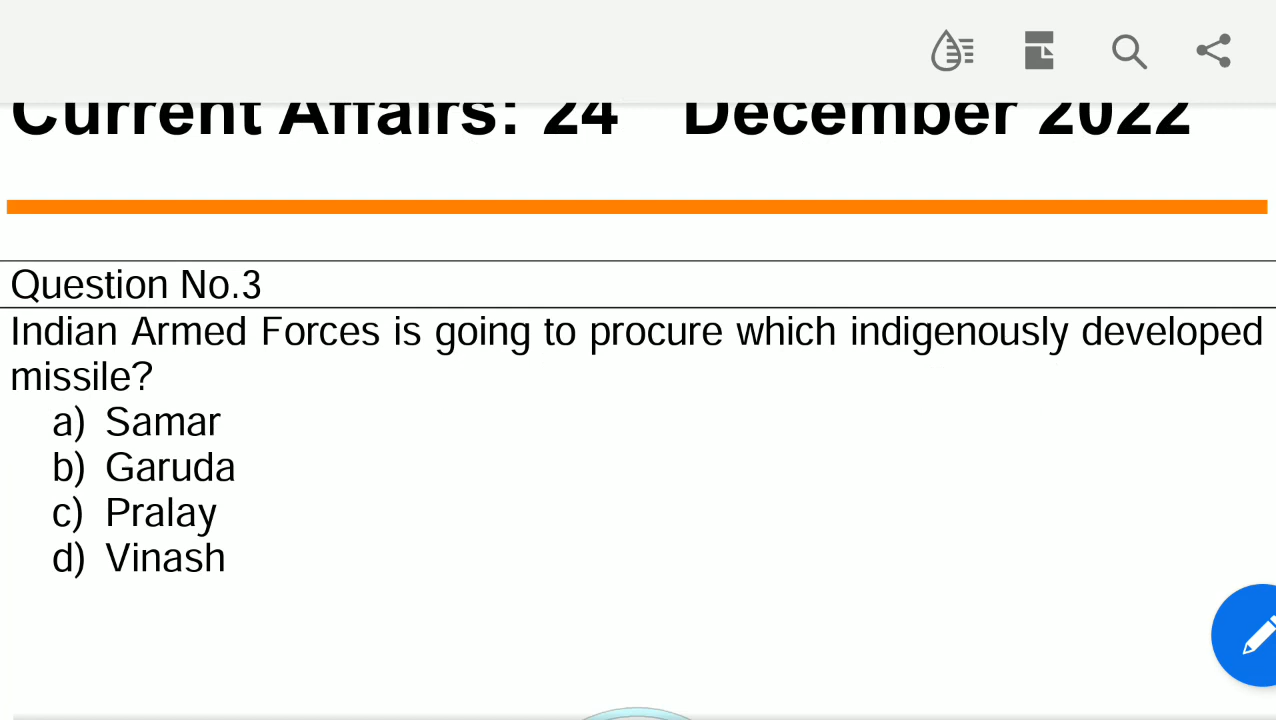 Current Affairs: 24 December 2022
Question No.3
Indian Armed Forces is going to procure which indigenously developed
missile?
a) Samar
b) Garuda
c) Pralay
d) Vinash